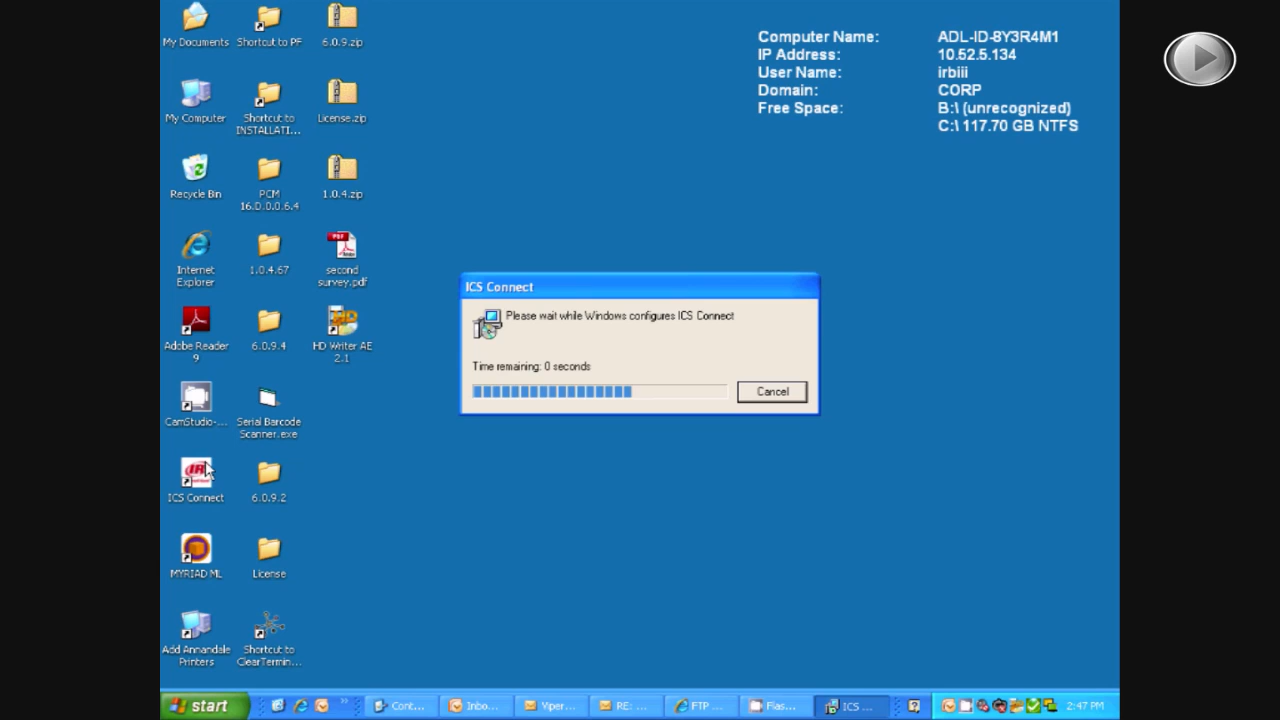 My Documents
Shortcut to PF
6.0.9.zip
Computer Name: ADL-ID-8Y3R4M1
IP Address: 10.52.5.134
User Name: irbiii
Domain: CORP
Free Space: B:\ (unrecognized)
C:\ 117.70 GB NTFS
My Computer
Shortcut to
INSTALLATI...
License.zip
Recycle Bin
PCM
16.0.0.0.6.4
1.0.4.zip
Internet
Explorer
1.0.4.67
PDF
second
survey.pdf
ICS Connect
Please wait while Windows configures ICS Connect
Time remaining: 0 seconds
Cancel
Adobe Reader
9
6.0.9.4
HD Writer AE
2.1
CamStudio-...
Serial Barcode
Scanner.exe
IR
ICS Connect
6.0.9.2
MYRIAD ML
License
Add Annandale
Printers
Shortcut to
ClearTermin...
start
Cont...
Inbo...
Viper...
RE: ...
FTP ...
Flas...
ICS ...
2:47 PM